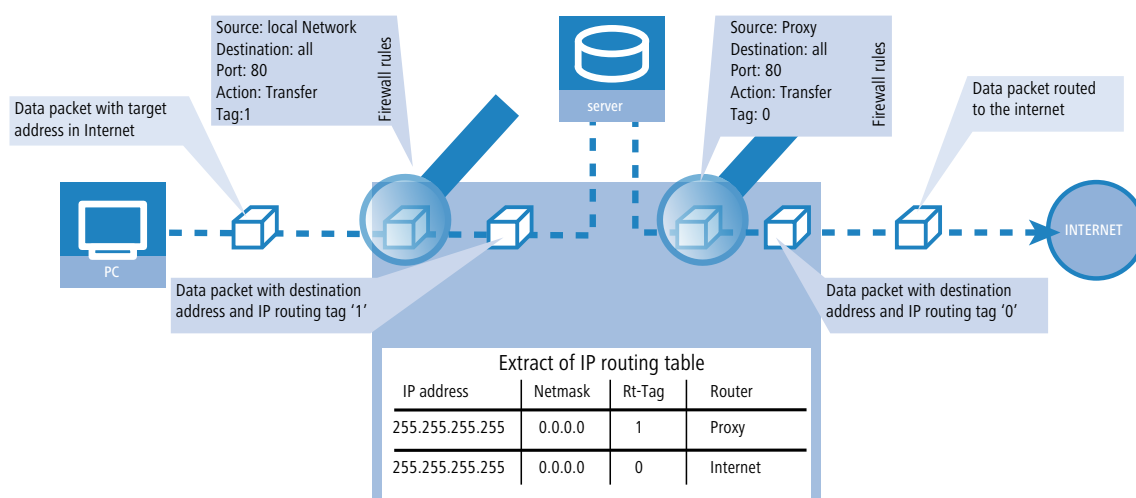 Source: local Network
Destination: all
Port: 80
Action: Transfer
Tag:1
Firewall rules
server
Source: Proxy
Destination: all
Port: 80
Action: Transfer
Tag: 0
Firewall rules
Data packet with target
address in Internet
Data packet routed
to the internet
PC
INTERNET
Data packet with destination
address and IP routing tag ‘1’
Data packet with destination
address and IP routing tag ‘0’
Extract of IP routing table
IP address Netmask Rt-Tag Router
255.255.255.255 0.0.0.0 1 Proxy
255.255.255.255 0.0.0.0 0 Internet